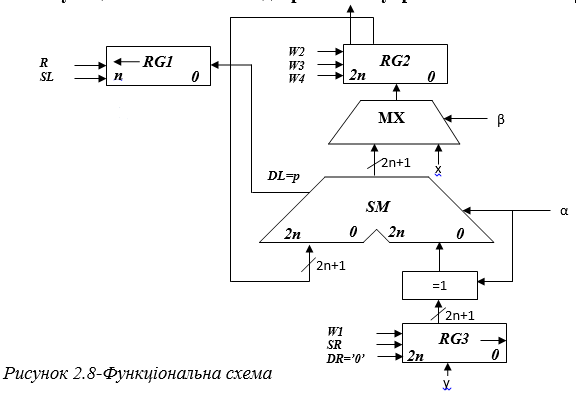 W2
W3
W4
RG2
2n 0
R
SL
RG1
n 0
MX
β
2n+1
x
DL=p
SM
α
2n 0 2n 0
2n+1
=1
2n+1
W1
SR
DR='0'
RG3
2n 0
y
Рисунок 2.8-Функціональна схема